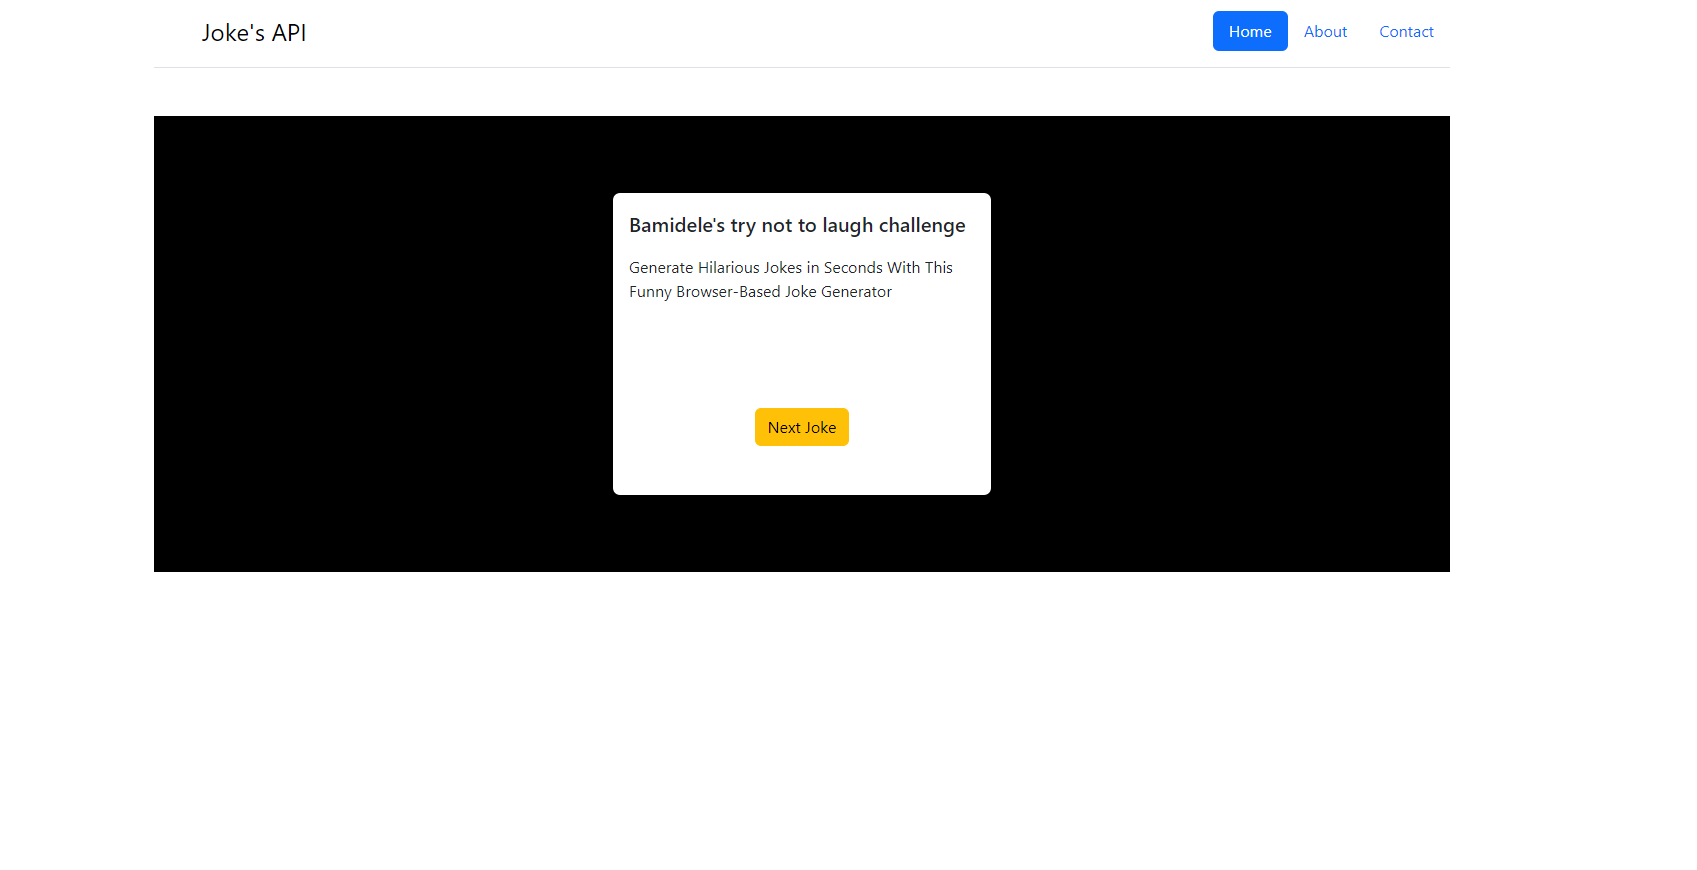 Joke's API
Home
About
Contact
Bamidele's try not to laugh challenge
Generate Hilarious Jokes in Seconds With This
Funny Browser-Based Joke Generator
Next Joke